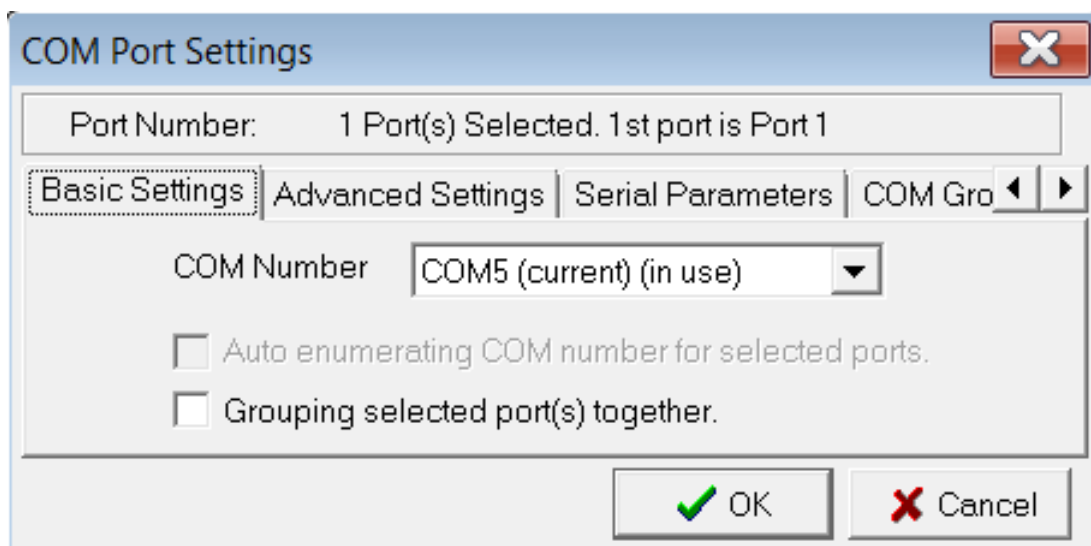 COM Port Settings
Port Number: 1 Port(s) Selected. 1st port is Port 1
Basic Settings Advanced Settings Serial Parameters COM Gro
COM Number COM5 (current) (in use)
Auto enumerating COM number for selected ports.
Grouping selected port(s) together.
OK Cancel